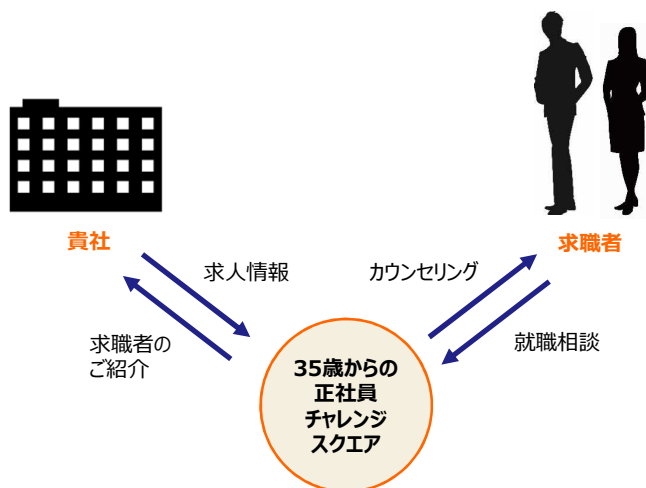 貴社
求職者
求人情報
カウンセリング
求職者の
ご紹介
就職相談
35歳からの
正社員
チャレンジ
スクエア